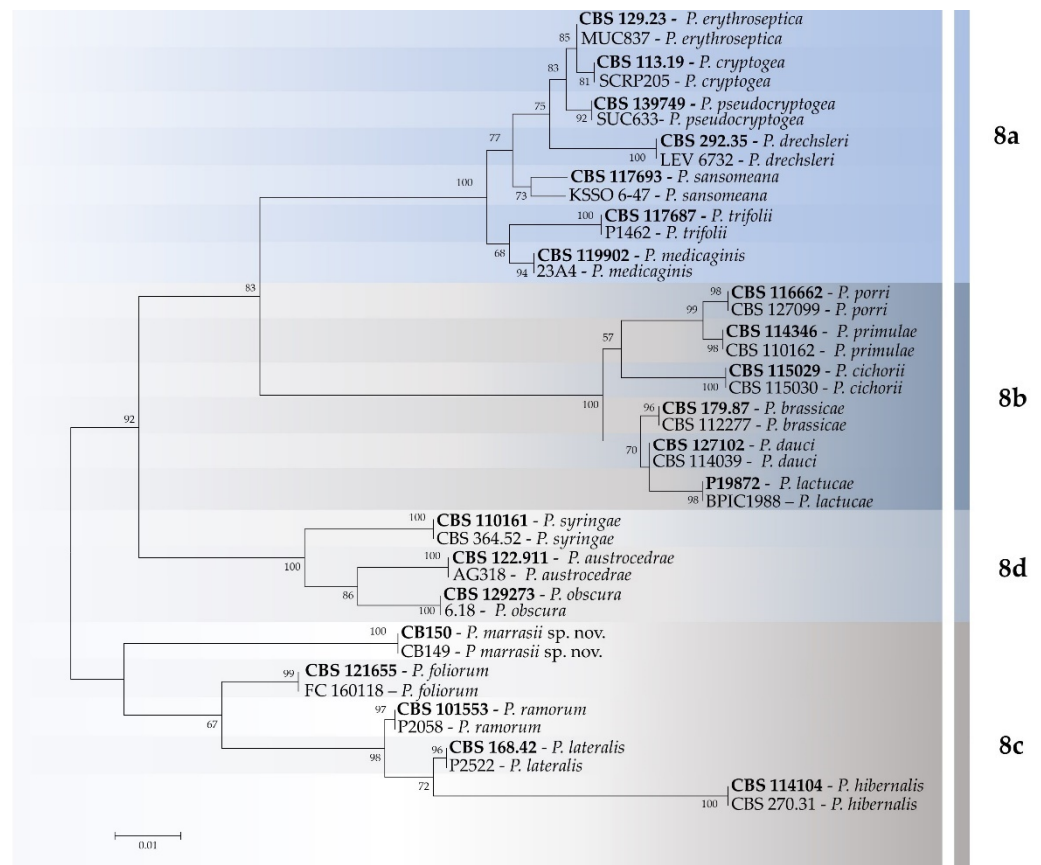 CBS 129.23 - P. erythroseptica
85
MUC837 - P. erythroseptica
83
CBS 113.19 - P. cryptogea
81
SCRP205 - P. cryptogea
75
CBS 139749 - P. pseudocryptogea
92
SUC633- P. pseudocryptogea
8a
77
CBS 292.35 - P. drechsleri
100
LEV 6732 - P. drechsleri
100
CBS 117693 - P. sansomeana
73
KSSO 6-47 - P. sansomeana
100
CBS 117687 - P. trifolii
P1462 - P. trifolii
68
CBS 119902 - P. medicaginis
94
23A4 - P. medicaginis
83
98
CBS 116662 - P. porri
99
CBS 127099 - P. porri
57
CBS 114346 - P. primulae
98
CBS 110162 - P. primulae
CBS 115029 - P. cichorii
100
CBS 115030 - P. cichorii
8b
100
96
CBS 179.87 - P. brassicae
CBS 112277 - P. brassicae
92
70
CBS 127102 - P. dauci
CBS 114039 - P. dauci
P19872 - P. lactucae
98
BPIC1988 – P. lactucae
100
CBS 110161 - P. syringae
CBS 364.52 - P. syringae
100
100
CBS 122.911 - P. austrocedrae
AG318 - P. austrocedrae
8d
86
CBS 129273 - P. obscura
100
6.18 - P. obscura
100
CB150 - P. marrasii sp. nov.
CB149 - P marrasii sp. nov.
99
CBS 121655 - P. foliorum
FC 160118 – P. foliorum
67
97
CBS 101553 - P. ramorum
P2058 - P. ramorum
98
96
CBS 168.42 - P. lateralis
P2522 - P. lateralis
8c
72
CBS 114104 - P. hibernalis
100
CBS 270.31 - P. hibernalis
0.01